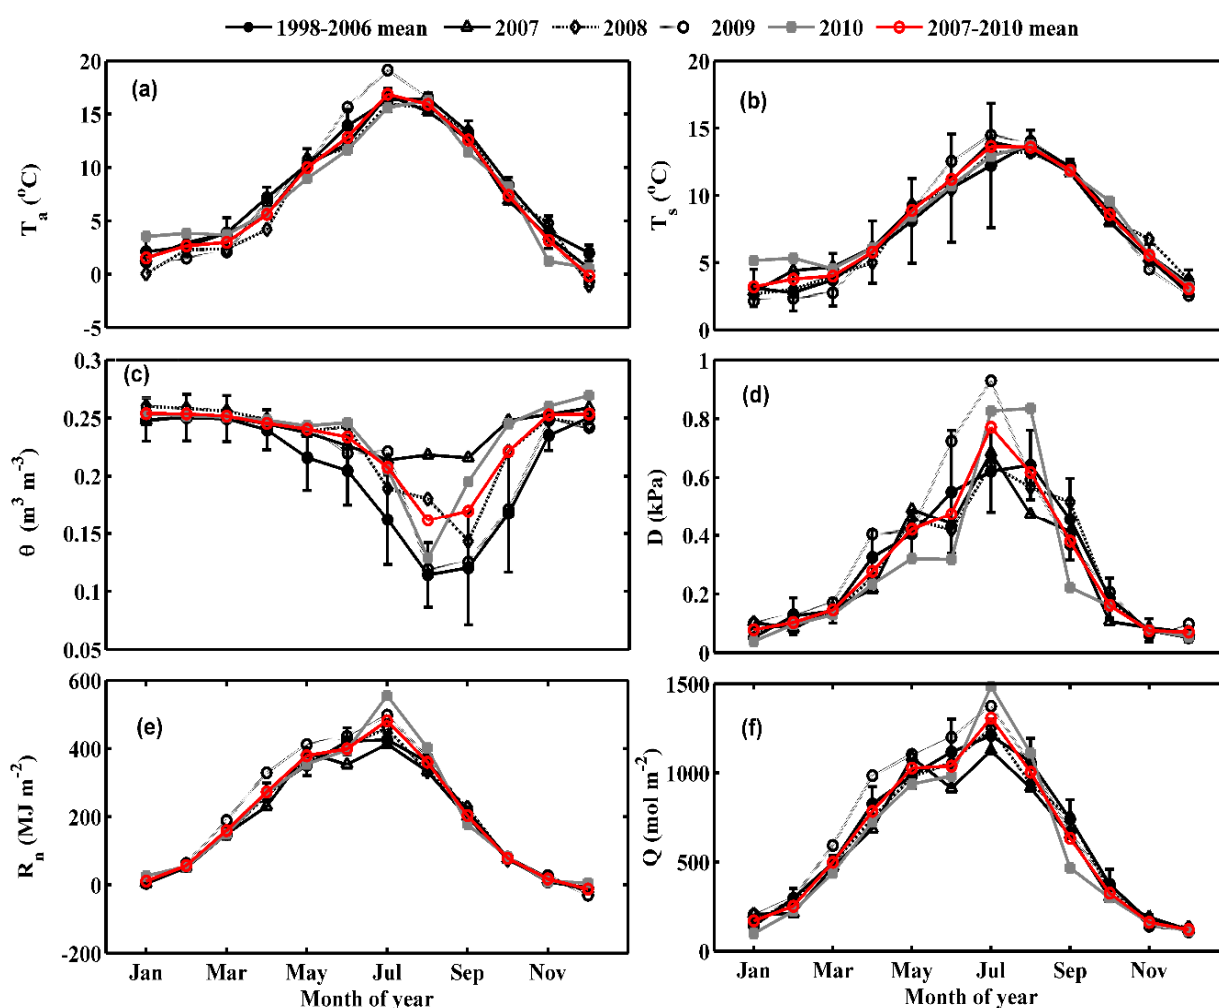 1998-2006 mean 2007 2008 2009 2010 2007-2010 mean
20
15
10
5
0
-5
T_a (°C)
(a)
20
15
10
5
0
T_s (°C)
(b)
0.3
0.25
0.2
0.15
0.1
0.05
θ (m³ m⁻³)
(c)
1
0.8
0.6
0.4
0.2
0
D (kPa)
(d)
600
400
200
0
-200
R_n (MJ m⁻²)
(e)
Jan Mar May Jul Sep Nov
Month of year
1500
1000
500
0
Q (mol m⁻²)
(f)
Jan Mar May Jul Sep Nov
Month of year